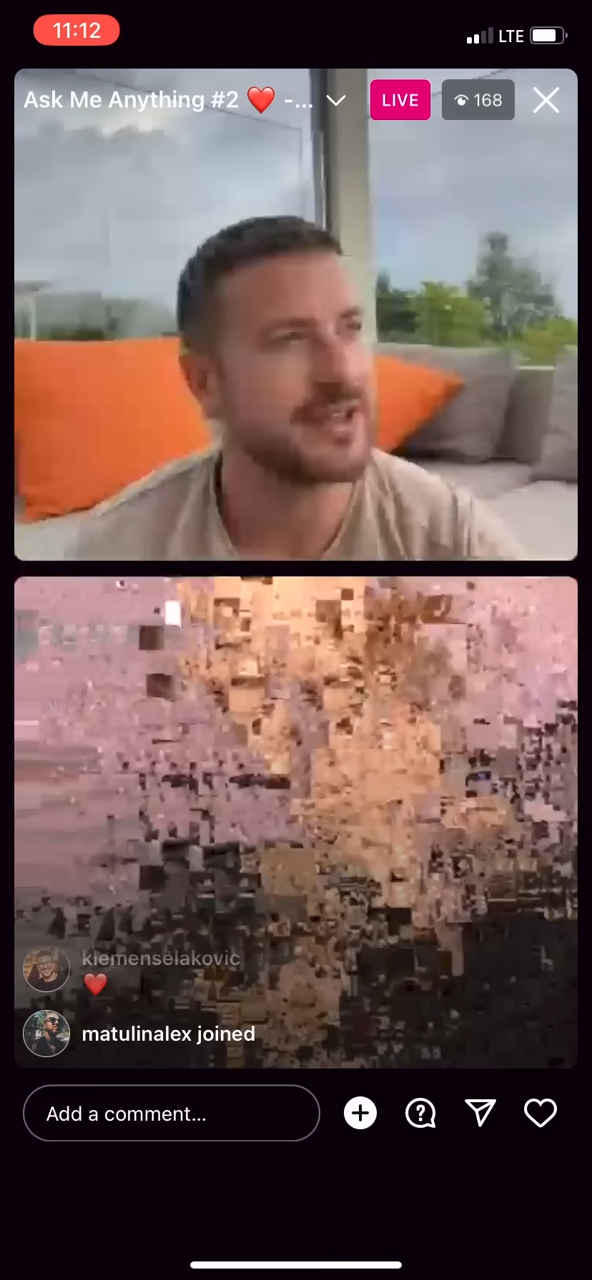 11:12
LTE
Ask Me Anything #2 ❤️ -...
LIVE
168
klemenselakovic
❤️
matulinalex joined
Add a comment...